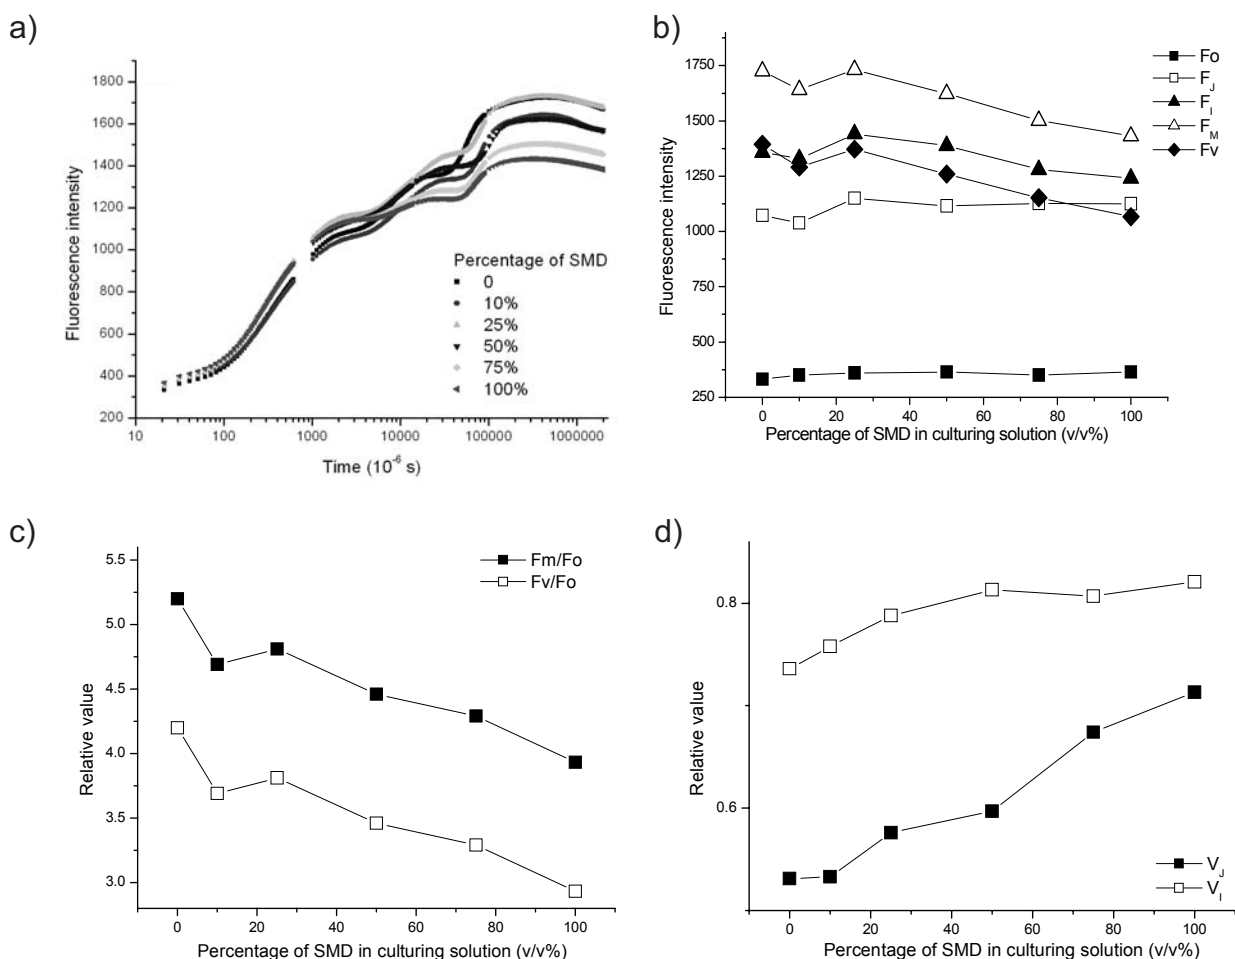 a)
1800
1600
1400
1200
1000
800
600
400
200
10
100
1000
10000
100000
1000000
Fluorescence intensity
Time (10⁻⁶ s)
Percentage of SMD
0
10%
25%
50%
75%
100%
b)
1750
1500
1250
1000
750
500
250
0
20
40
60
80
100
Fluorescence intensity
Percentage of SMD in culturing solution (v/v%)
Fo
F_J
F_I
F_M
Fv
c)
5.5
5.0
4.5
4.0
3.5
3.0
0
20
40
60
80
100
Relative value
Percentage of SMD in culturing solution (v/v%)
Fm/Fo
Fv/Fo
d)
0.8
0.6
0
20
40
60
80
100
Relative value
Percentage of SMD in culturing solution (v/v%)
V_J
V_I